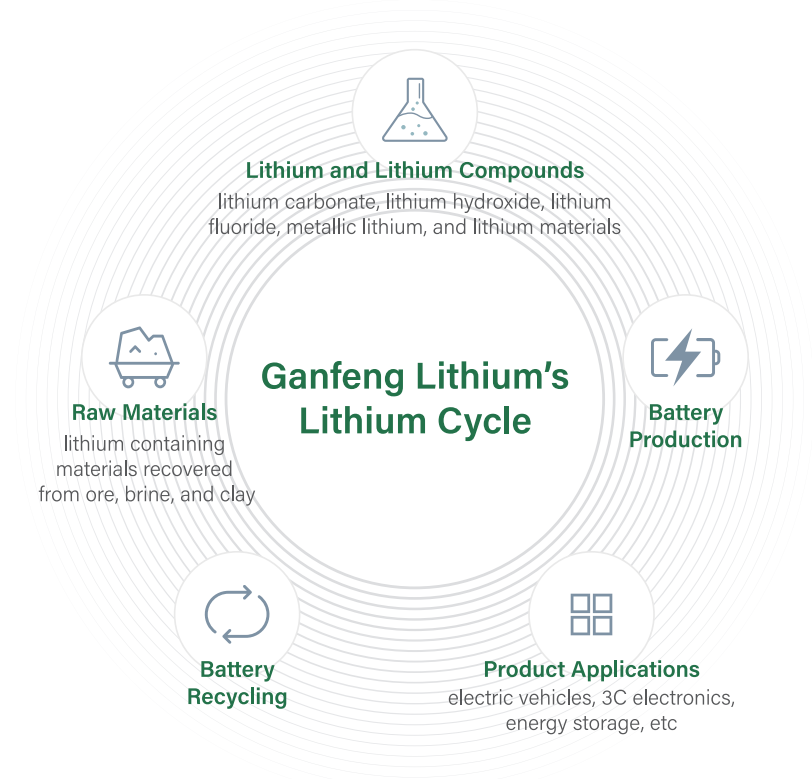 Lithium and Lithium Compounds
lithium carbonate, lithium hydroxide, lithium
fluoride, metallic lithium, and lithium materials
Ganfeng Lithium's
Lithium Cycle
Raw Materials
lithium containing
materials recovered
from ore, brine, and clay
Battery
Production
Battery
Recycling
Product Applications
electric vehicles, 3C electronics,
energy storage, etc